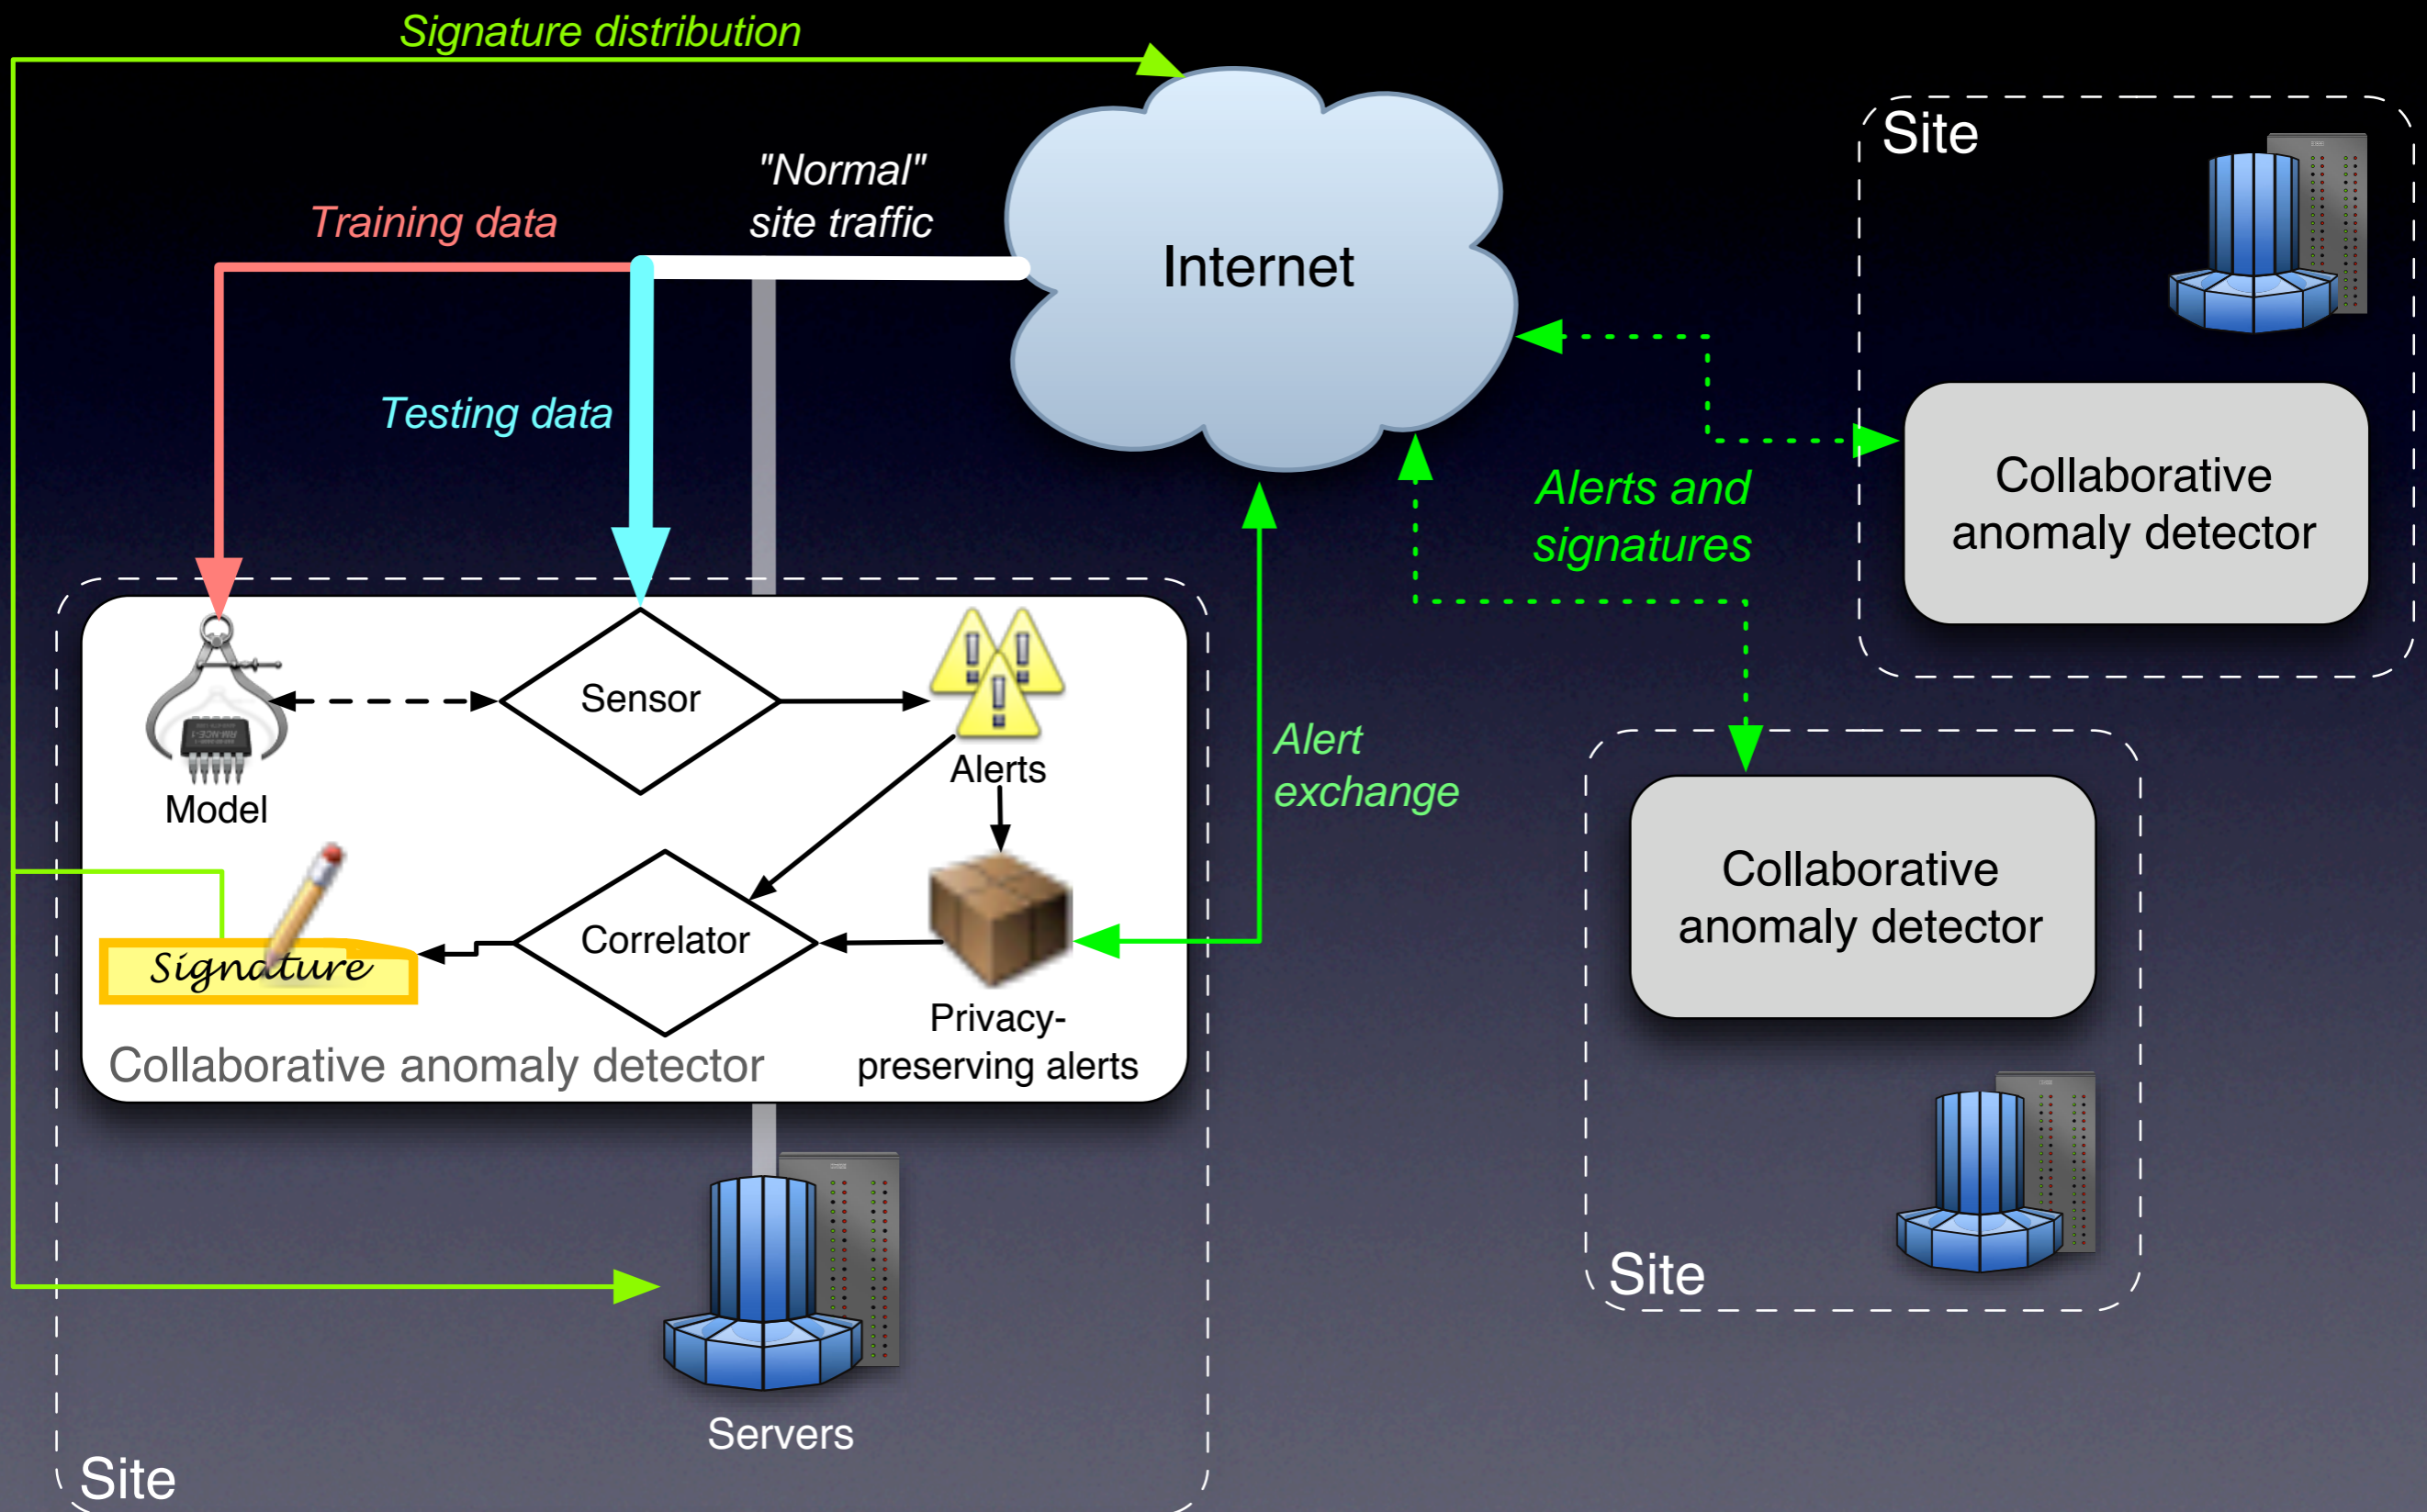 Signature distribution
"Normal"
site traffic
Training data
Testing data
Internet
Site
Collaborative
anomaly detector
Alerts and
signatures
Sensor
Alerts
Model
Alert
exchange
Correlator
Signature
Privacy-
preserving alerts
Collaborative anomaly detector
Collaborative
anomaly detector
Site
Servers
Site